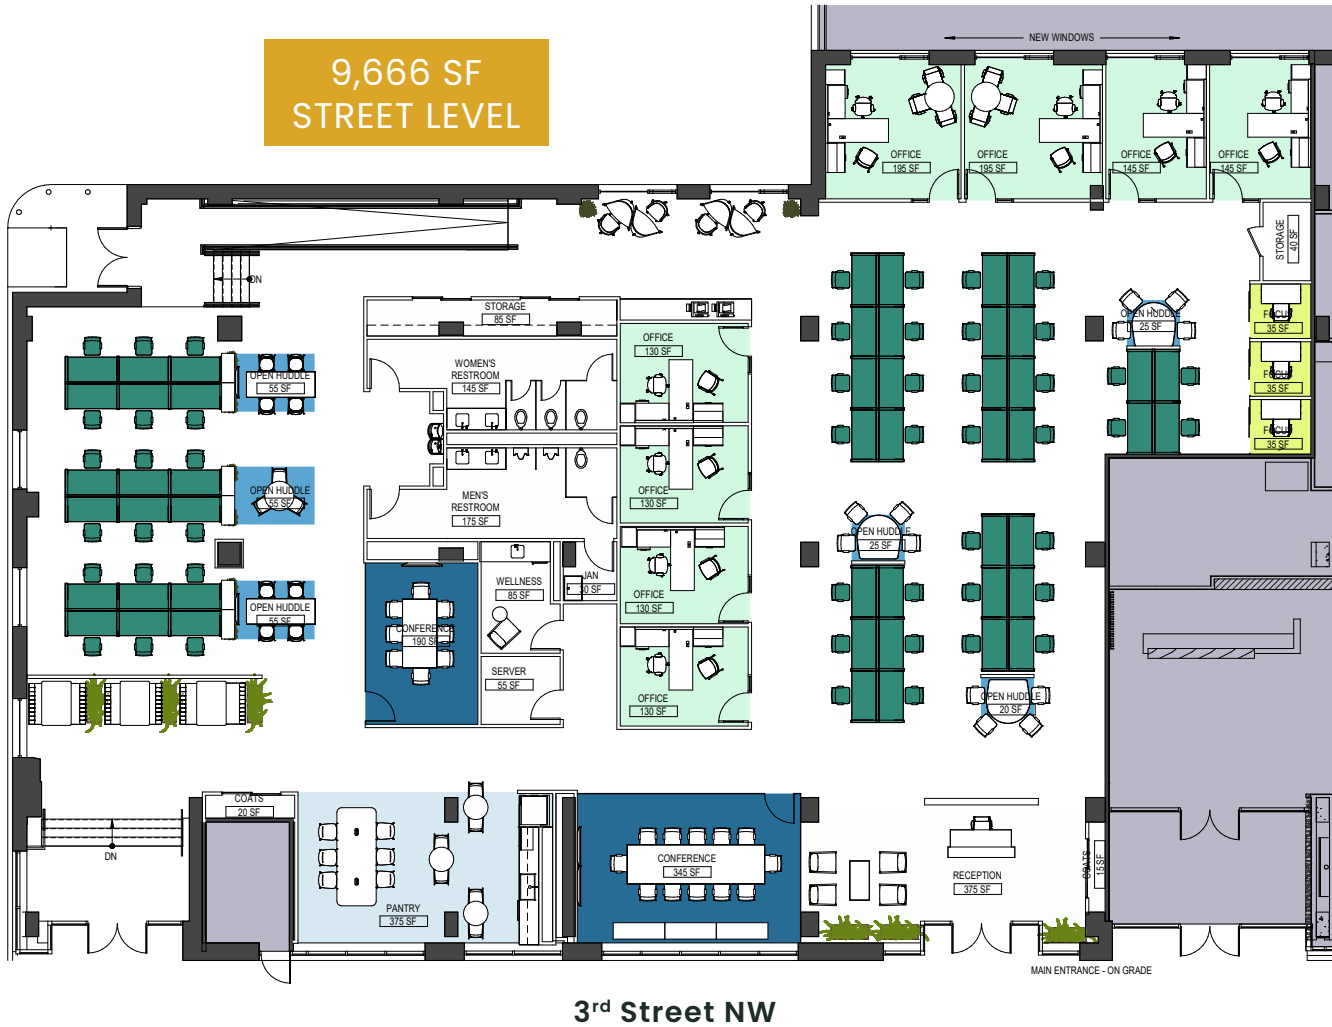 NEW WINDOWS
9,666 SF
STREET LEVEL
OFFICE
195 SF
OFFICE
195 SF
OFFICE
145 SF
OFFICE
145 SF
STORAGE
40 SF
DN
STORAGE
85 SF
OPEN HUDDLE
25 SF
FOCUS
35 SF
OFFICE
130 SF
WOMEN'S
RESTROOM
145 SF
OPEN HUDDLE
55 SF
FOCUS
35 SF
FOCUS
35 SF
OPEN HUDDLE
55 SF
OFFICE
130 SF
MEN'S
RESTROOM
175 SF
OPEN HUDDLE
25 SF
JAN
30 SF
WELLNESS
85 SF
OFFICE
130 SF
OPEN HUDDLE
55 SF
CONFERENCE
190 SF
SERVER
55 SF
OFFICE
130 SF
OPEN HUDDLE
20 SF
COATS
20 SF
DN
CONFERENCE
345 SF
COATS
15 SF
RECEPTION
375 SF
PANTRY
375 SF
MAIN ENTRANCE - ON GRADE
3rd Street NW